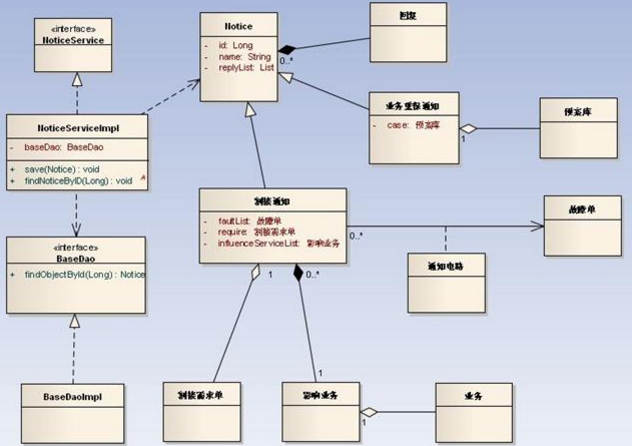 «interface»
NoticeService
Notice
- id: Long
- name: String
- replyList: List
回复
0..*
业务重保通知
- case: 预案库
1
预案库
NoticeServiceImpl
- baseDao: BaseDao
+ save(Notice) : void
+ findNoticeByID(Long) : void
割接通知
- faultList: 故障单
- require: 割接需求单
- influenceServiceList: 影响业务
0..*
故障单
通知电路
«interface»
BaseDao
+ findObjectById(Long) : Notice
1
0..*
BaseDaoImpl
割接需求单
1
影响业务
1
业务